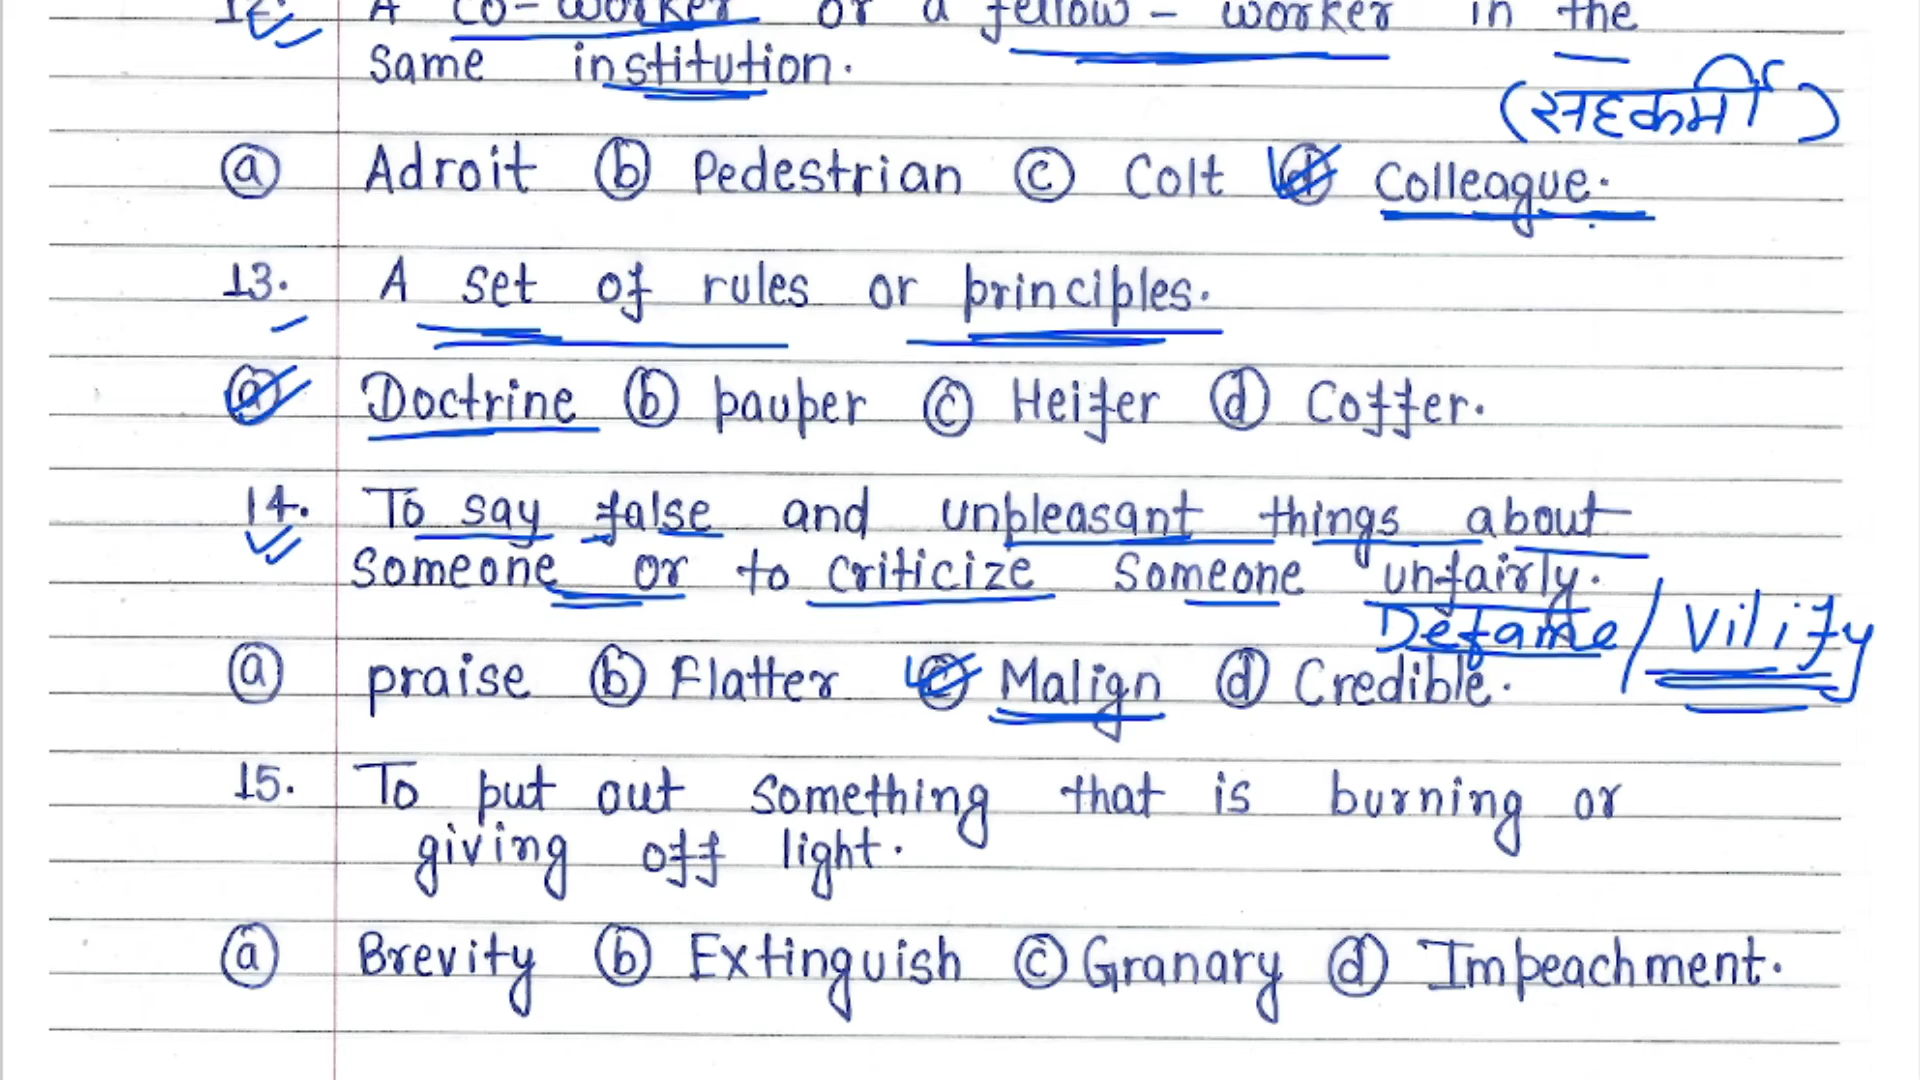 12. A co-worker or a fellow- worker in the
same institution.
(सहकर्मी)
ⓐ Adroit ⓑ Pedestrian ⓒ Colt ⓓ Colleague.
13. A set of rules or principles.
ⓐ Doctrine ⓑ pauper ⓒ Heifer ⓓ Coffer.
14. To say false and unpleasant things about
someone or to criticize someone unfairly.
Defame / Vilify
ⓐ praise ⓑ Flatter ⓒ Malign ⓓ Credible.
15. To put out something that is burning or
giving off light.
ⓐ Brevity ⓑ Extinguish ⓒ Granary ⓓ Impeachment.